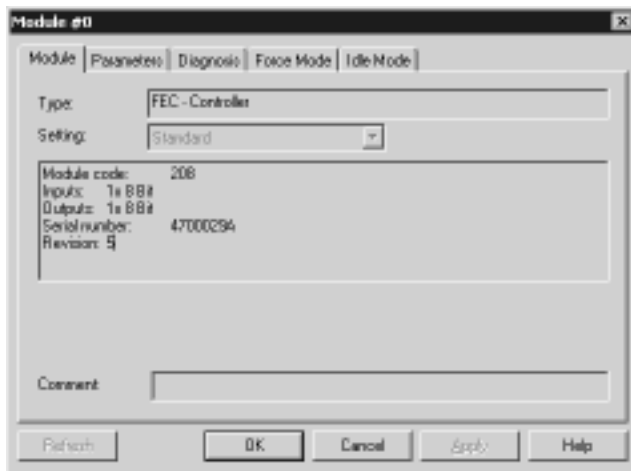 Module #0
Module Parameters Diagnosis Force Mode Idle Mode
Type: FEC - Controller
Setting: Standard
Module code: 208
Inputs: 1x 8 Bit
Outputs: 1x 8 Bit
Serial number: 4700029A
Revision: 5
Comment
Refresh OK Cancel Apply Help